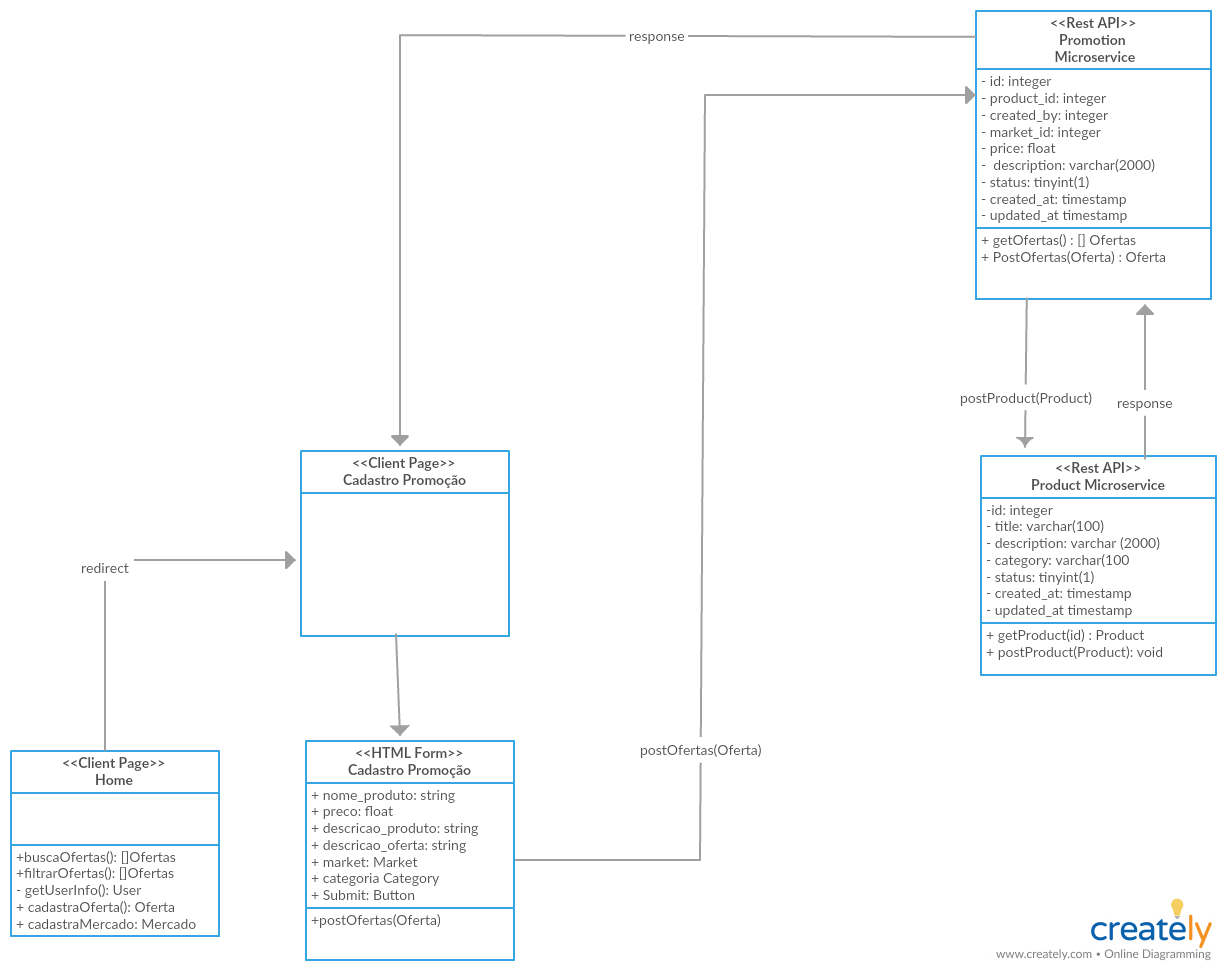 response
<<Rest API>>
Promotion
Microservice
- id: integer
- product_id: integer
- created_by: integer
- market_id: integer
- price: float
-  description: varchar(2000)
- status: tinyint(1)
- created_at: timestamp
- updated_at timestamp
+ getOfertas() : [] Ofertas
+ PostOfertas(Oferta) : Oferta
postProduct(Product)
response
<<Rest API>>
Product Microservice
-id: integer
- title: varchar(100)
- description: varchar (2000)
- category: varchar(100
- status: tinyint(1)
- created_at: timestamp
- updated_at timestamp
+ getProduct(id) : Product
+ postProduct(Product): void
<<Client Page>>
Cadastro Promoção
redirect
<<Client Page>>
Home
+buscaOfertas(): []Ofertas
+filtrarOfertas(): []Ofertas
- getUserInfo(): User
+ cadastraOferta(): Oferta
+ cadastraMercado: Mercado
<<HTML Form>>
Cadastro Promoção
+ nome_produto: string
+ preco: float
+ descricao_produto: string
+ descricao_oferta: string
+ market: Market
+ categoria Category
+ Submit: Button
+postOfertas(Oferta)
postOfertas(Oferta)
creately
www.creately.com • Online Diagramming